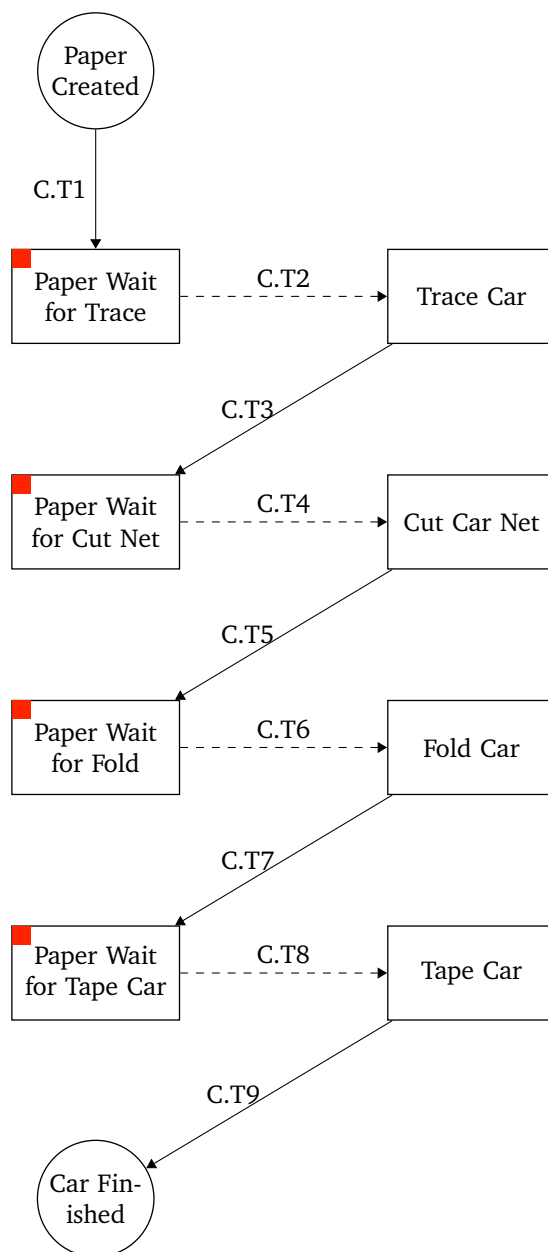 Paper
Created
C.T1
Paper Wait
for Trace
C.T2
Trace Car
C.T3
Paper Wait
for Cut Net
C.T4
Cut Car Net
C.T5
Paper Wait
for Fold
C.T6
Fold Car
C.T7
Paper Wait
for Tape Car
C.T8
Tape Car
C.T9
Car Fin-
ished